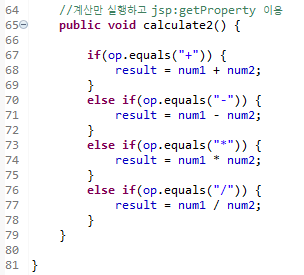 64 //계산만 실행하고 jsp:getProperty 이용
65 public void calculate2() {
66
67 if(op.equals("+")) {
68 result = num1 + num2;
69 }
70 else if(op.equals("-")) {
71 result = num1 - num2;
72 }
73 else if(op.equals("*")) {
74 result = num1 * num2;
75 }
76 else if(op.equals("/")) {
77 result = num1 / num2;
78 }
79 }
80
81 }